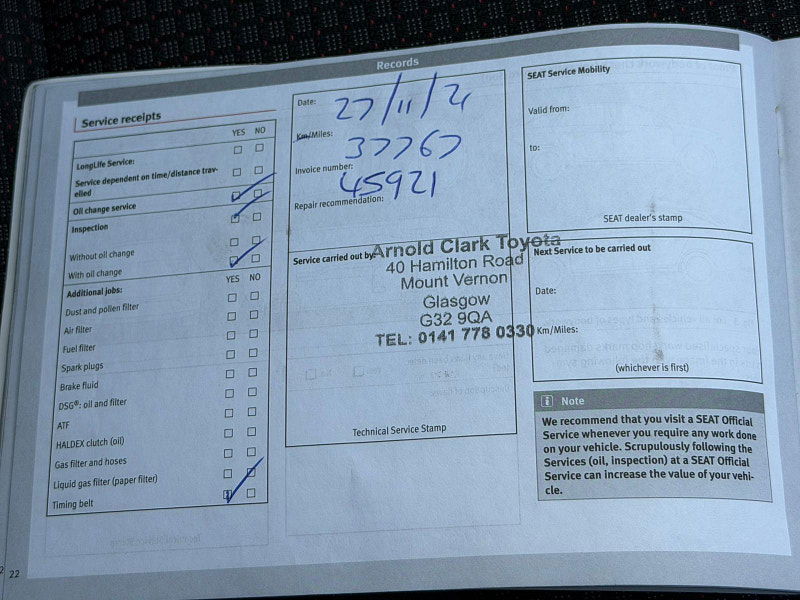 Records
Service receipts
YES NO
LongLife Service:
Service dependent on time/distance trav-
elled
Oil change service
Inspection
Without oil change
With oil change
Additional jobs:
YES NO
Dust and pollen filter
Air filter
Fuel filter
Spark plugs
Brake fluid
DSG®: oil and filter
ATF
HALDEX clutch (oil)
Gas filter and hoses
Liquid gas filter (paper filter)
Timing belt
Date: 27/11/21
Km/Miles: 37767
Invoice number: 45921
Repair recommendation:
Service carried out by:
Arnold Clark Toyota
40 Hamilton Road
Mount Vernon
Glasgow
G32 9QA
TEL: 0141 778 0330
Technical Service Stamp
SEAT Service Mobility
Valid from:
to:
SEAT dealer's stamp
Next Service to be carried out
Date:
Km/Miles:
(whichever is first)
i Note
We recommend that you visit a SEAT Official
Service whenever you require any work done
on your vehicle. Scrupulously following the
Services (oil, inspection) at a SEAT Official
Service can increase the value of your vehi-
cle.
22